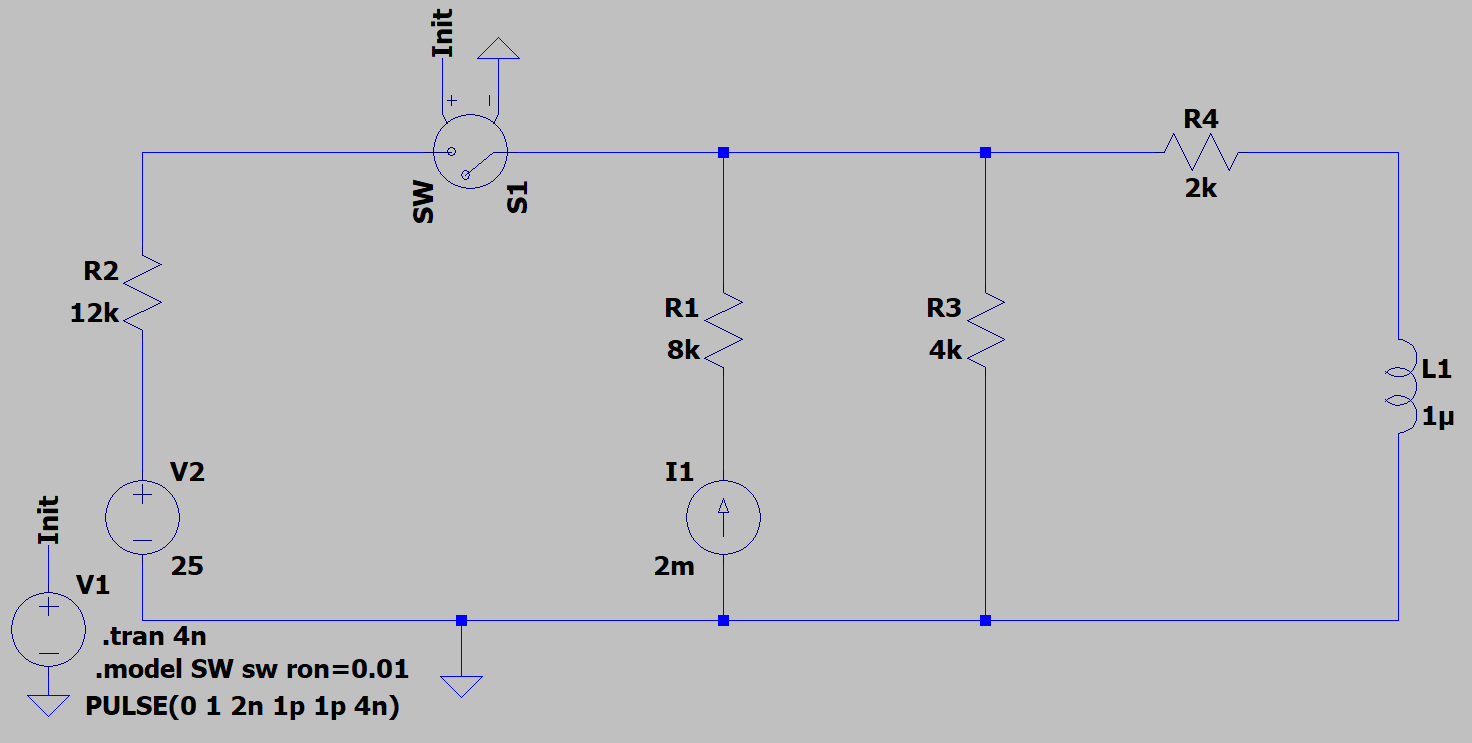 Init
+ −
R4
2k
SW
S1
R2
12k
R1
8k
R3
4k
L1
1µ
V2
+
−
25
I1
2m
Init
V1
+
−
.tran 4n
.model SW sw ron=0.01
PULSE(0 1 2n 1p 1p 4n)